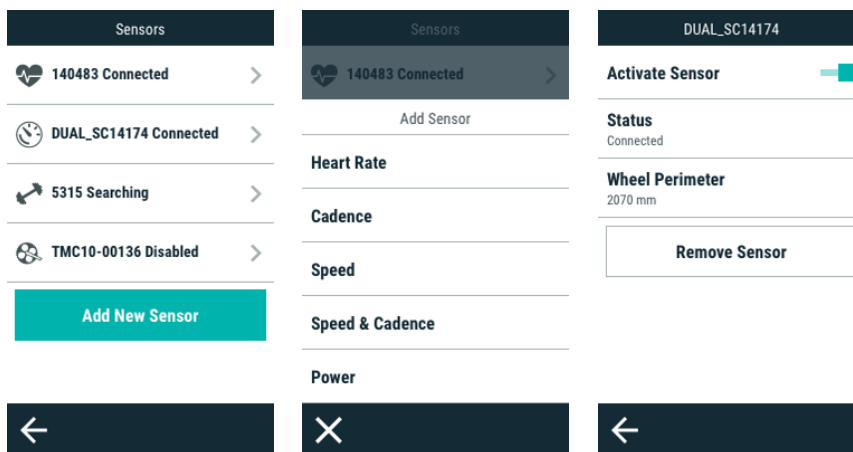 Sensors
140483 Connected
DUAL_SC14174 Connected
5315 Searching
TMC10-00136 Disabled
Add New Sensor
Sensors
140483 Connected
Add Sensor
Heart Rate
Cadence
Speed
Speed & Cadence
Power
DUAL_SC14174
Activate Sensor
Status
Connected
Wheel Perimeter
2070 mm
Remove Sensor